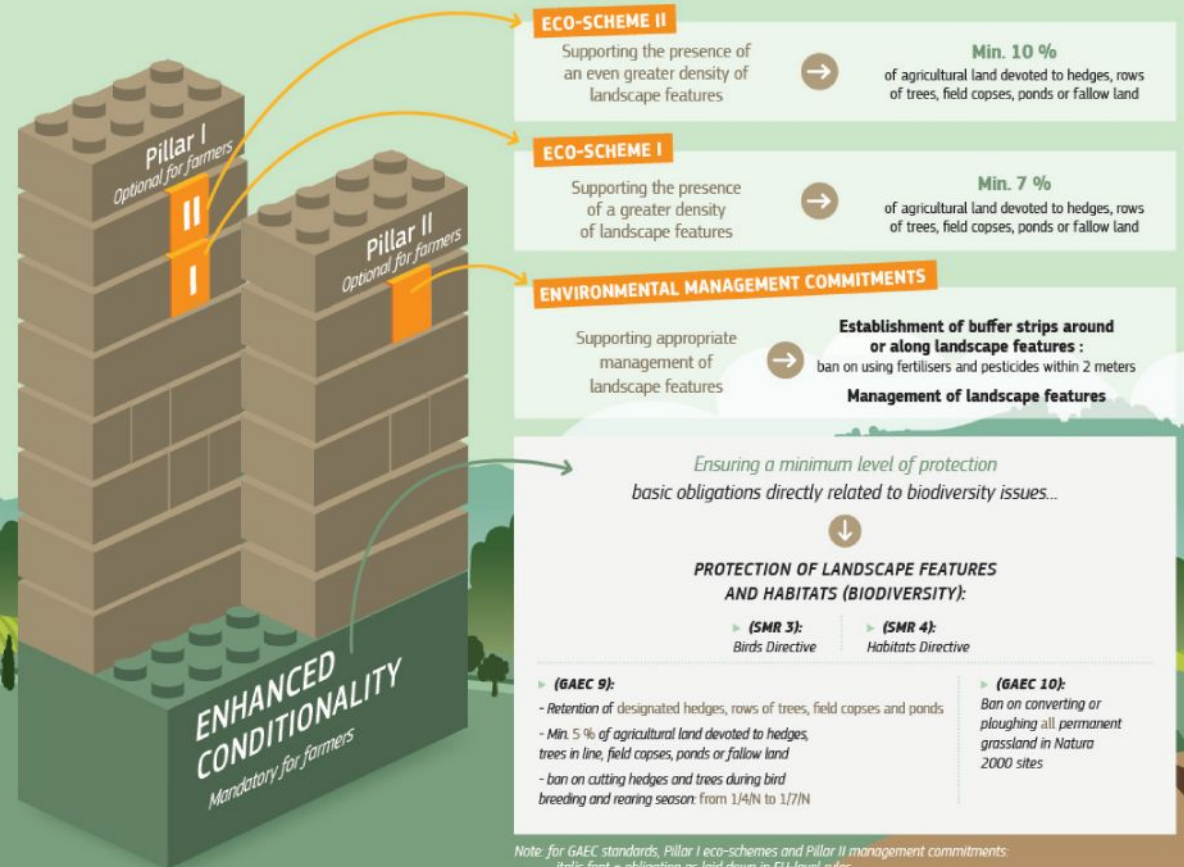 ECO-SCHEME II
Supporting the presence of
an even greater density of
landscape features
Min. 10 %
of agricultural land devoted to hedges, rows
of trees, field copses, ponds or fallow land
ECO-SCHEME I
Supporting the presence
of a greater density
of landscape features
Min. 7 %
of agricultural land devoted to hedges, rows
of trees, field copses, ponds or fallow land
Pillar I
Optional for farmers
II
I
Pillar II
Optional for farmers
ENVIRONMENTAL MANAGEMENT COMMITMENTS
Supporting appropriate
management of
landscape features
Establishment of buffer strips around
or along landscape features :
ban on using fertilisers and pesticides within 2 meters
Management of landscape features
Ensuring a minimum level of protection
basic obligations directly related to biodiversity issues...
PROTECTION OF LANDSCAPE FEATURES
AND HABITATS (BIODIVERSITY):
(SMR 3):
Birds Directive
(SMR 4):
Habitats Directive
(GAEC 9):
- Retention of designated hedges, rows of trees, field copses and ponds
- Min. 5 % of agricultural land devoted to hedges,
trees in line, field copses, ponds or fallow land
- ban on cutting hedges and trees during bird
breeding and rearing season: from 1/4/N to 1/7/N
(GAEC 10):
Ban on converting or
ploughing all permanent
grassland in Natura
2000 sites
ENHANCED
CONDITIONALITY
Mandatory for farmers
Note: for GAEC standards, Pillar I eco-schemes and Pillar II management commitments:
italic font = obligation as laid down in EU-level rules